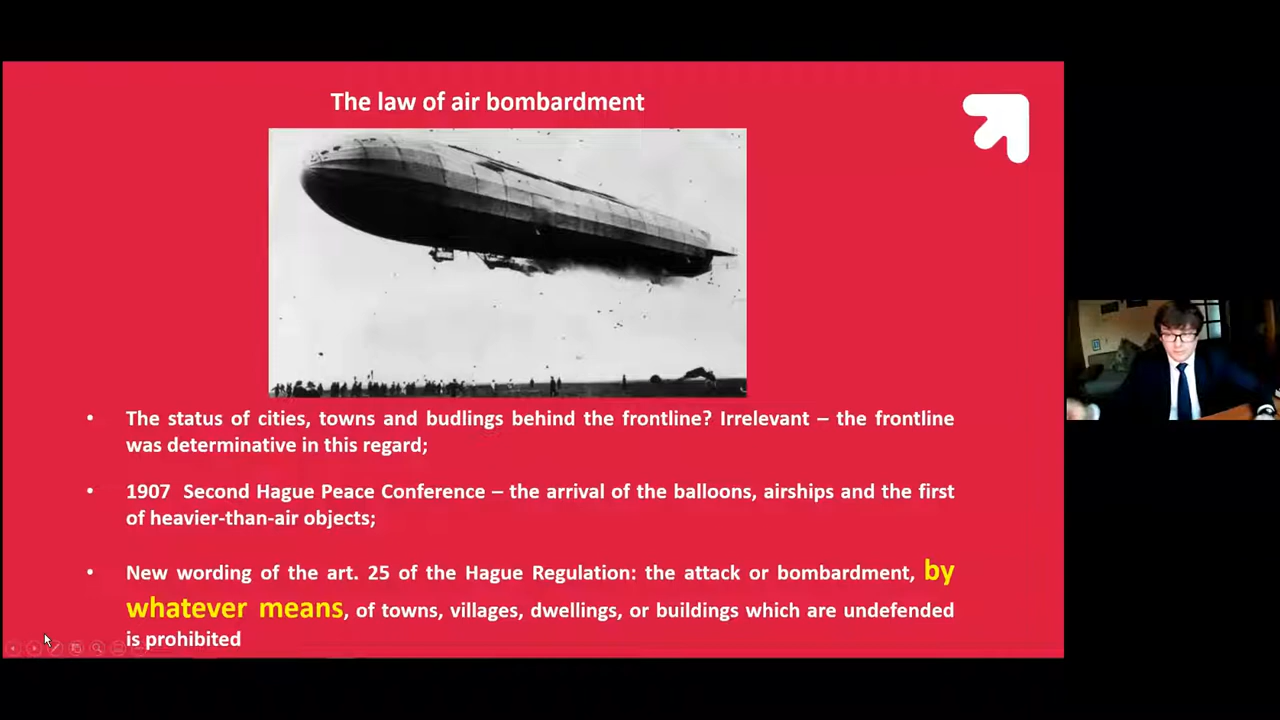 The law of air bombardment
• The status of cities, towns and budlings behind the frontline? Irrelevant – the frontline
was determinative in this regard;
• 1907 Second Hague Peace Conference – the arrival of the balloons, airships and the first
of heavier-than-air objects;
• New wording of the art. 25 of the Hague Regulation: the attack or bombardment, by
whatever means, of towns, villages, dwellings, or buildings which are undefended
is prohibited